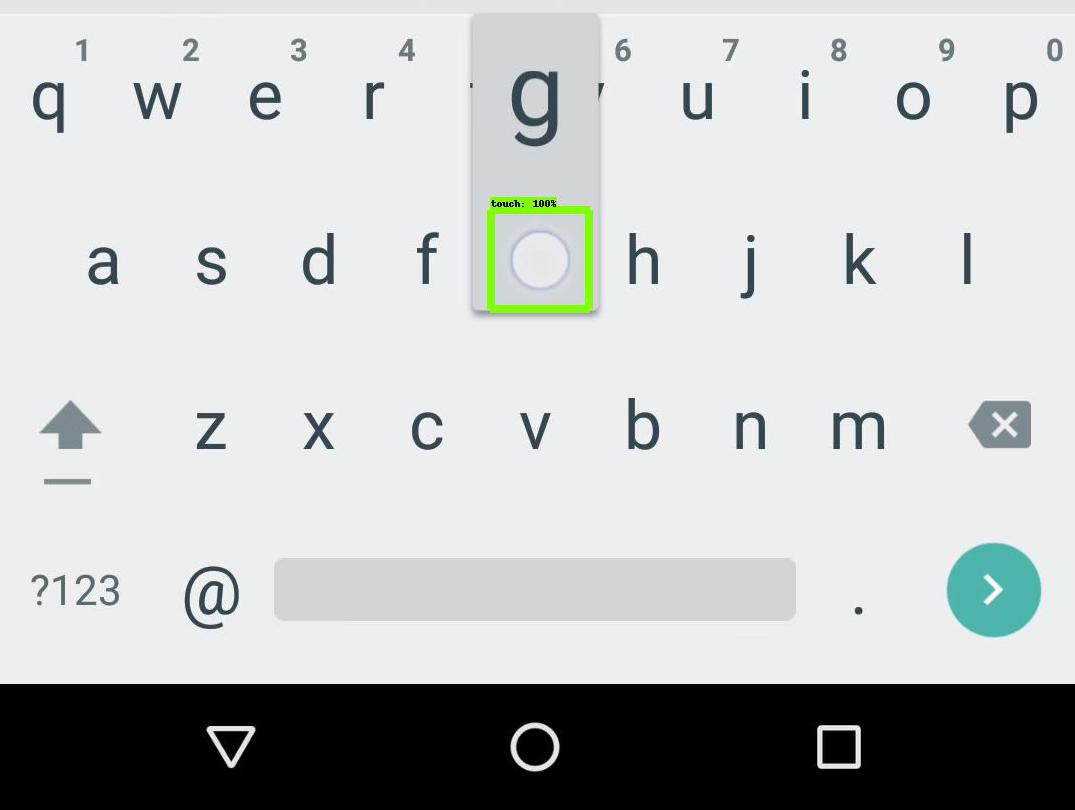 1 2 3 4 6 7 8 9 0
q w e r g u i o p
touch: 100%
a s d f h j k l
z x c v b n m
?123 @ .